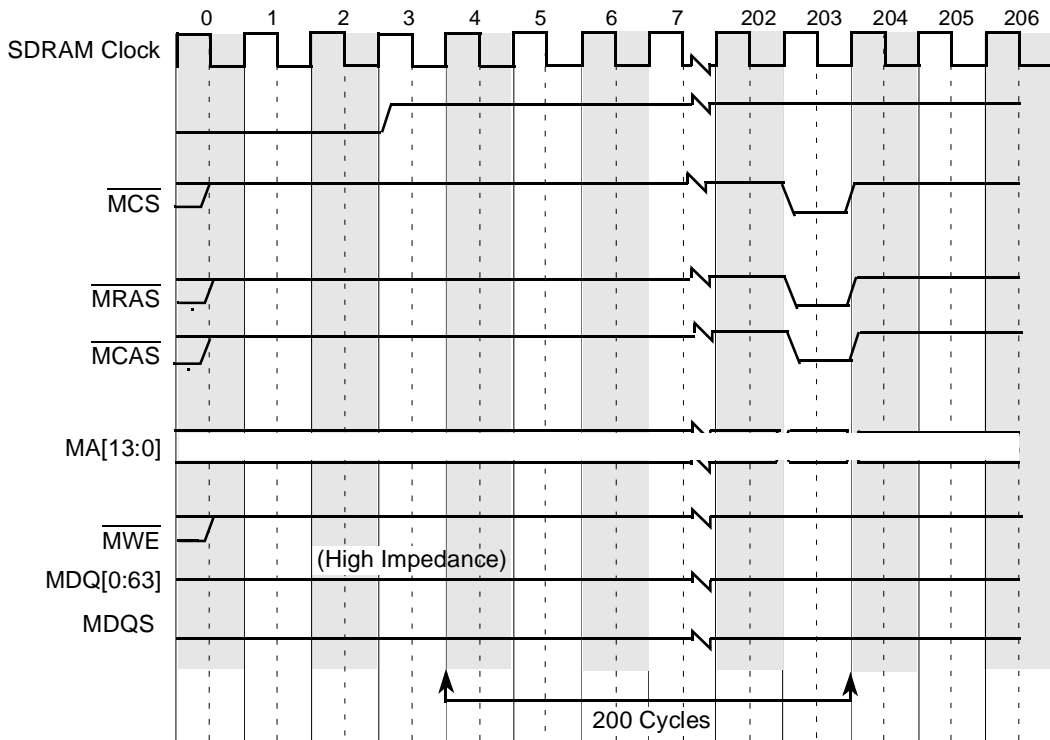 0 1 2 3 4 5 6 7 202 203 204 205 206
SDRAM Clock
MCS
MRAS
MCAS
MA[13:0]
MWE
(High Impedance)
MDQ[0:63]
MDQS
200 Cycles